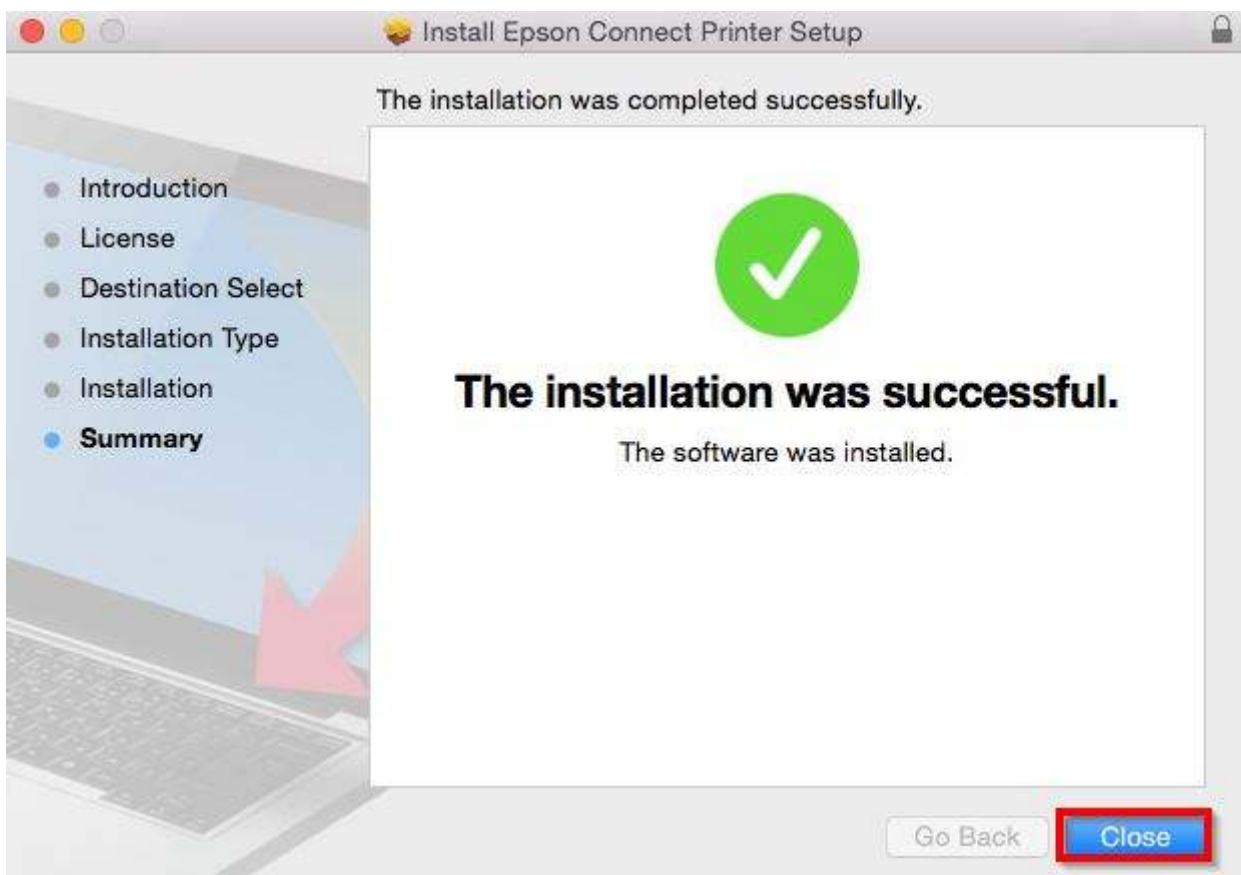 Install Epson Connect Printer Setup
The installation was completed successfully.
Introduction
License
Destination Select
Installation Type
Installation
Summary
The installation was successful.
The software was installed.
Go Back
Close